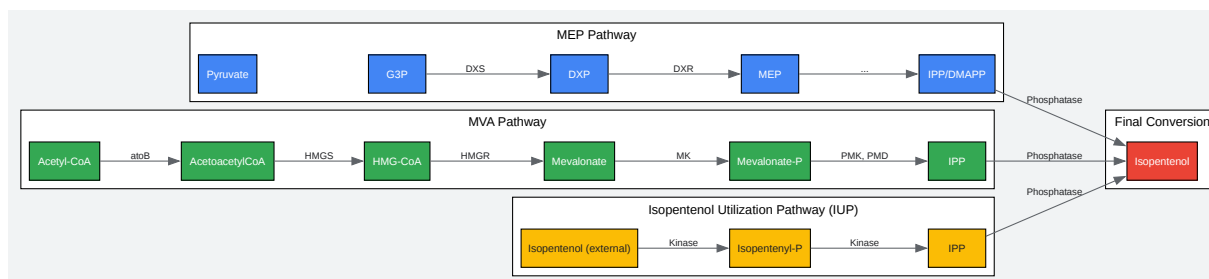 MEP Pathway
Pyruvate
G3P
DXS
DXP
DXR
MEP
...
IPP/DMAPP
Phosphatase
MVA Pathway
Acetyl-CoA
atoB
AcetoacetylCoA
HMGS
HMG-CoA
HMGR
Mevalonate
MK
Mevalonate-P
PMK, PMD
IPP
Phosphatase
Final Conversion
Isopentenol
Isopentenol Utilization Pathway (IUP)
Isopentenol (external)
Kinase
Isopentenyl-P
Kinase
IPP
Phosphatase